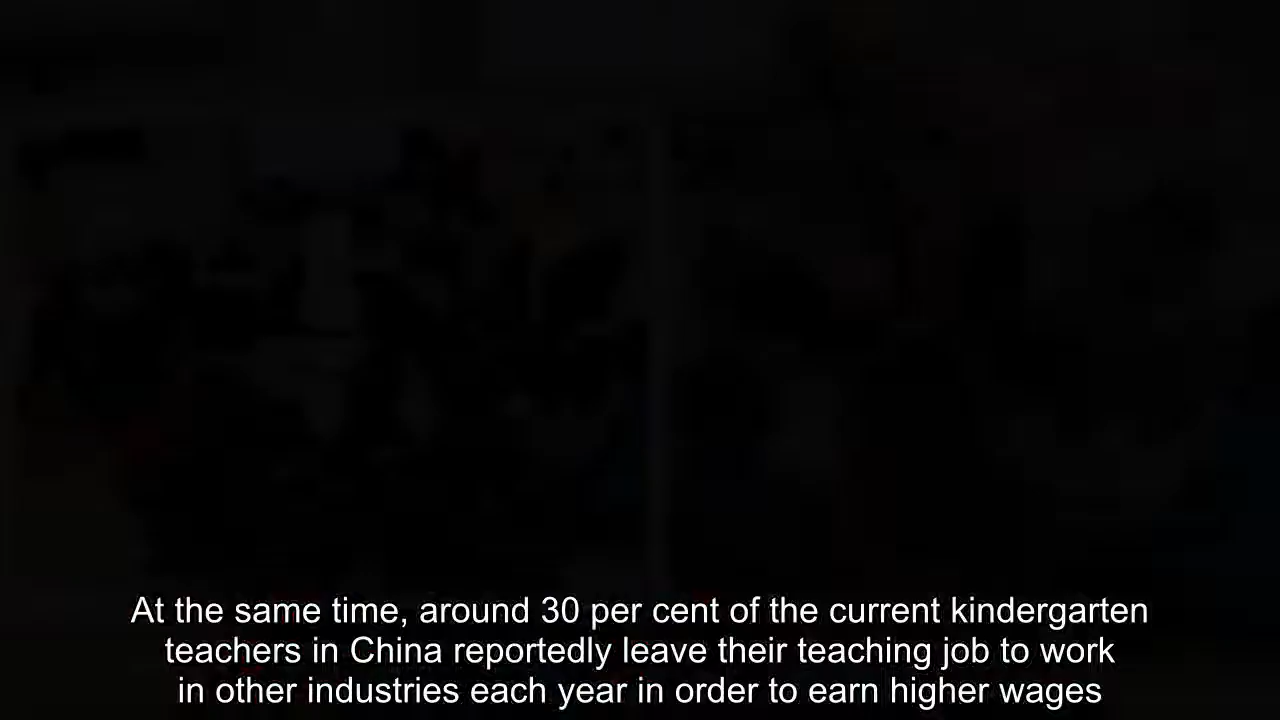 At the same time, around 30 per cent of the current kindergarten
teachers in China reportedly leave their teaching job to work
in other industries each year in order to earn higher wages